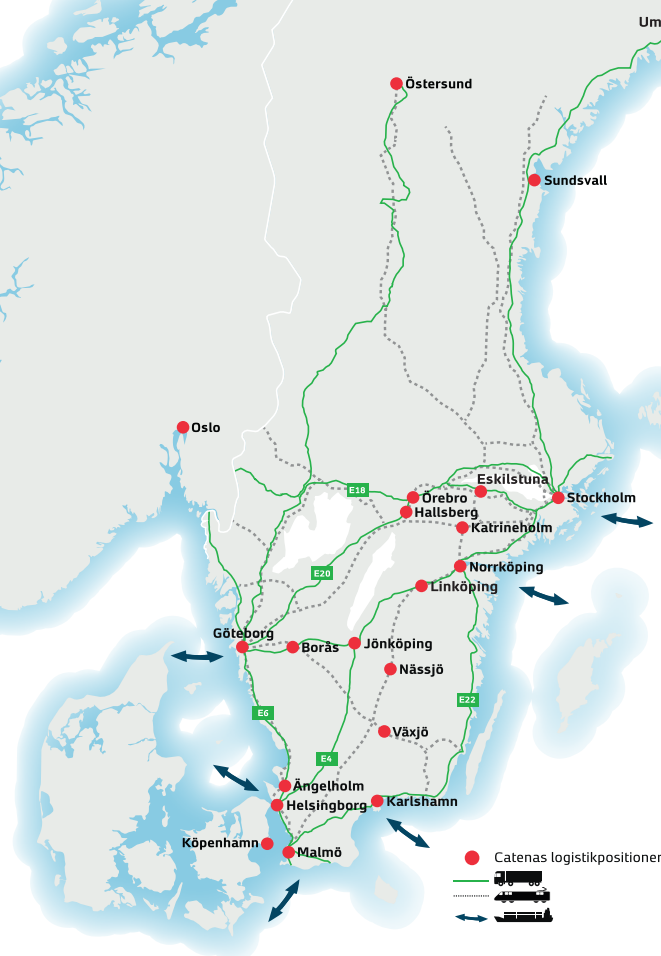 Um
Östersund
Sundsvall
Oslo
E18
Eskilstuna
Örebro
Stockholm
Hallsberg
Katrineholm
E20
Norrköping
Linköping
Göteborg
Borås
Jönköping
Nässjö
E22
E6
Växjö
E4
Ängelholm
Helsingborg
Karlshamn
Köpenhamn
Malmö
Catenas logistikpositioner